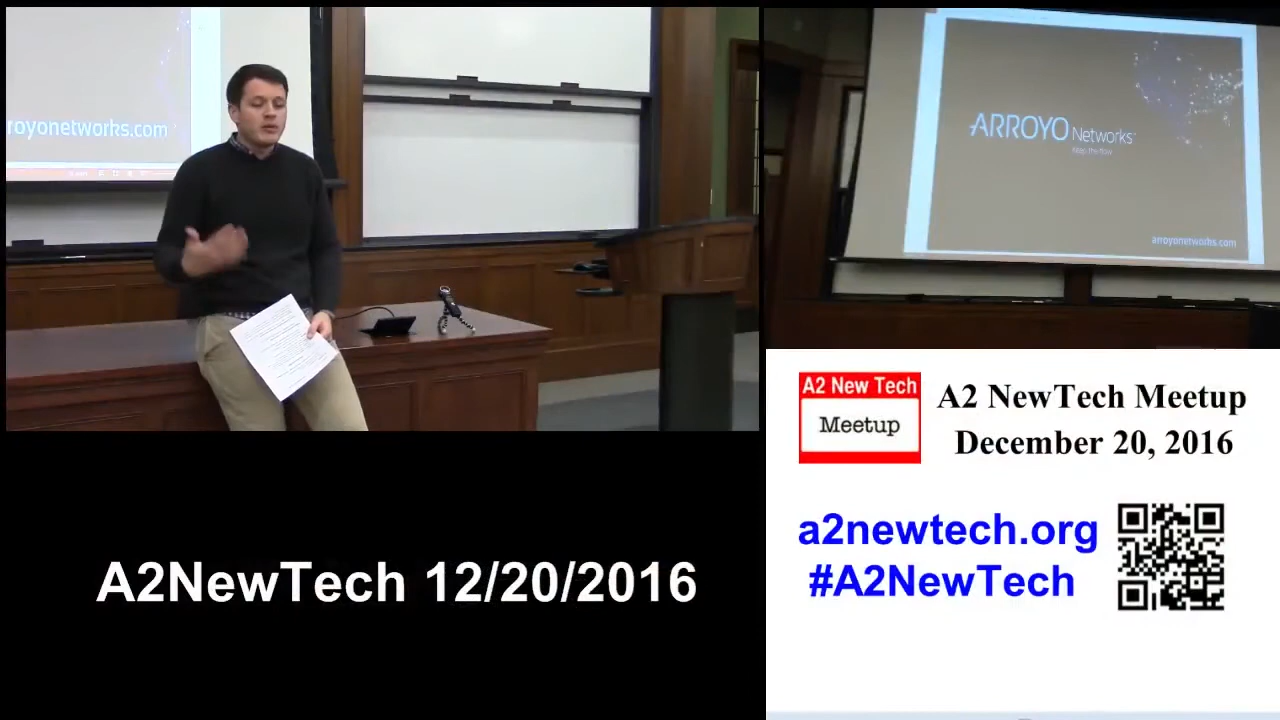 royonetworks.com
ARROYO Networks
arroyonetworks.com
A2 New Tech
Meetup
A2 NewTech Meetup
December 20, 2016
a2newtech.org
#A2NewTech
A2NewTech 12/20/2016